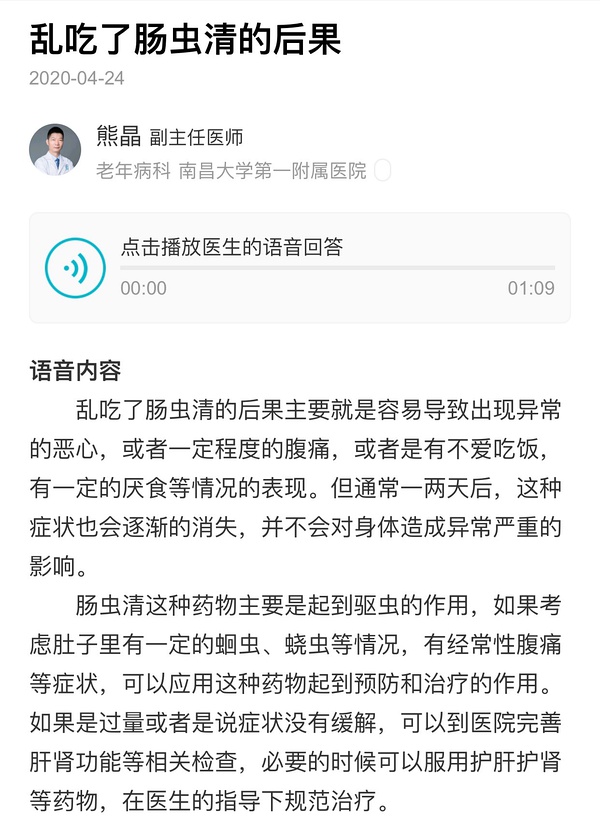 乱吃了肠虫清的后果
2020-04-24
熊晶 副主任医师
老年病科 南昌大学第一附属医院
点击播放医生的语音回答
00:00 01:09
语音内容
乱吃了肠虫清的后果主要就是容易导致出现异常
的恶心，或者一定程度的腹痛，或者是有不爱吃饭，
有一定的厌食等情况的表现。但通常一两天后，这种
症状也会逐渐的消失，并不会对身体造成异常严重的
影响。
肠虫清这种药物主要是起到驱虫的作用，如果考
虑肚子里有一定的蛔虫、蛲虫等情况，有经常性腹痛
等症状，可以应用这种药物起到预防和治疗的作用。
如果是过量或者是说症状没有缓解，可以到医院完善
肝肾功能等相关检查，必要的时候可以服用护肝护肾
等药物，在医生的指导下规范治疗。